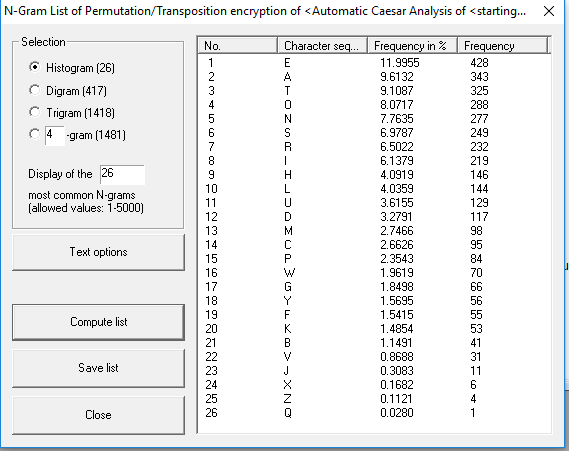 N-Gram List of Permutation/Transposition encryption of <Automatic Caesar Analysis of <starting...
Selection
Histogram (26)
Digram (417)
Trigram (1418)
4 -gram (1481)
Display of the 26
most common N-grams
(allowed values: 1-5000)
Text options
Compute list
Save list
Close
No. Character seq... Frequency in % Frequency
1 E 11.9955 428
2 A 9.6132 343
3 T 9.1087 325
4 O 8.0717 288
5 N 7.7635 277
6 S 6.9787 249
7 R 6.5022 232
8 I 6.1379 219
9 H 4.0919 146
10 L 4.0359 144
11 U 3.6155 129
12 D 3.2791 117
13 M 2.7466 98
14 C 2.6626 95
15 P 2.3543 84
16 W 1.9619 70
17 G 1.8498 66
18 Y 1.5695 56
19 F 1.5415 55
20 K 1.4854 53
21 B 1.1491 41
22 V 0.8688 31
23 J 0.3083 11
24 X 0.1682 6
25 Z 0.1121 4
26 Q 0.0280 1